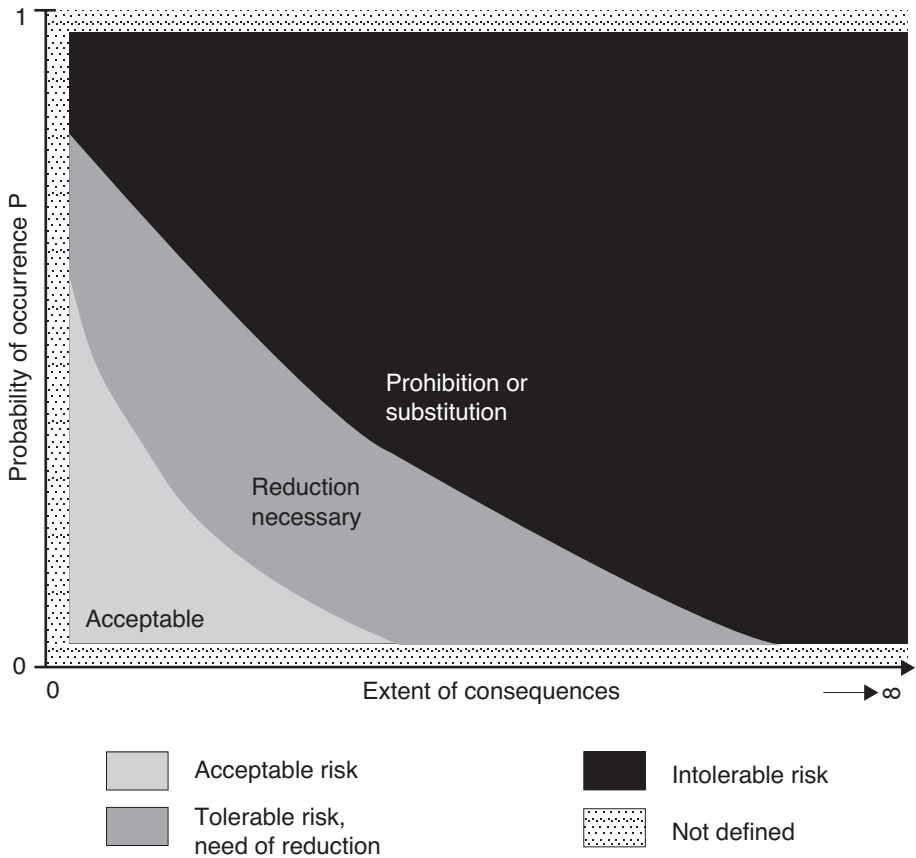 1
Probability of occurrence P
Prohibition or
substitution
Reduction
necessary
Acceptable
0
0
Extent of consequences
∞
Acceptable risk
Tolerable risk,
need of reduction
Intolerable risk
Not defined